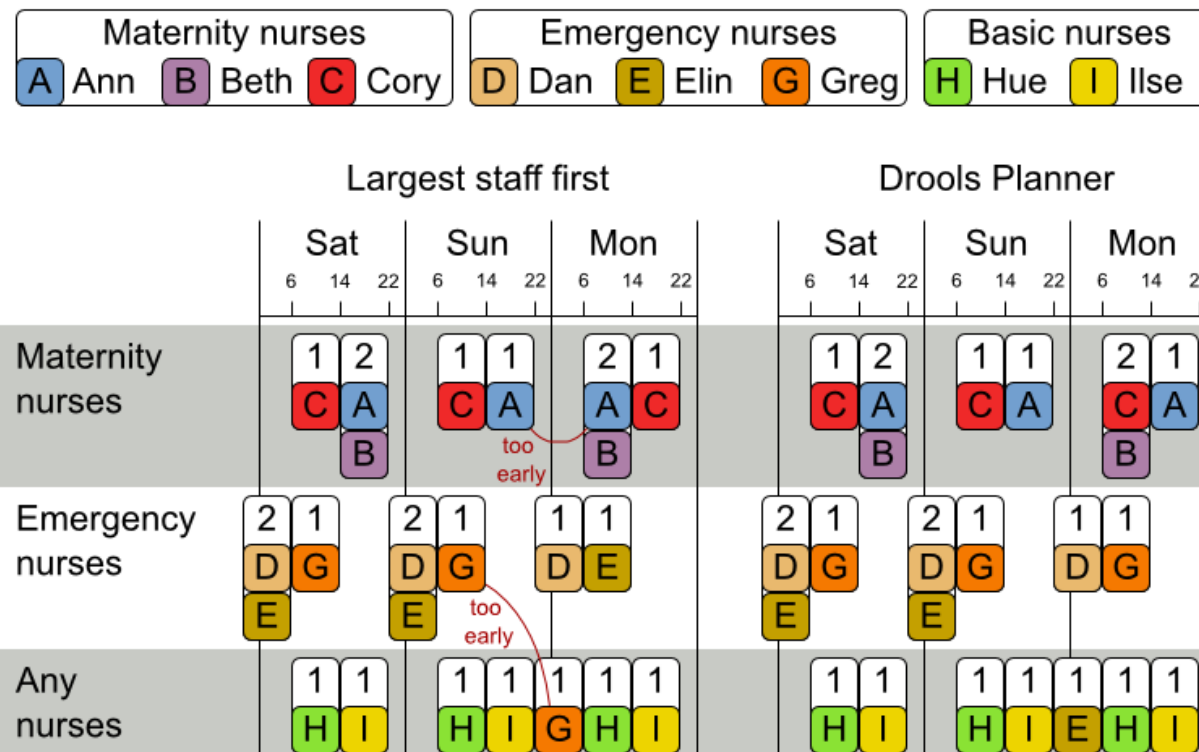 Maternity nurses Emergency nurses Basic nurses
A Ann B Beth C Cory D Dan E Elin G Greg H Hue I Ilse
Largest staff first Drools Planner
Sat Sun Mon Sat Sun Mon
6 14 22 6 14 22 6 14 22 6 14 22 6 14 22 6 14
Maternity 1 2 1 1 2 1 1 2 1 1 2 1
nurses C A C A A C C A C A C A
B too B B B
early
Emergency 2 1 2 1 1 1 2 1 2 1 1 1
nurses D G D G D E D G D G D G
E E too E E
early
Any 1 1 1 1 1 1 1 1 1 1 1 1 1 1
nurses H I H I G H I H I H I E H I